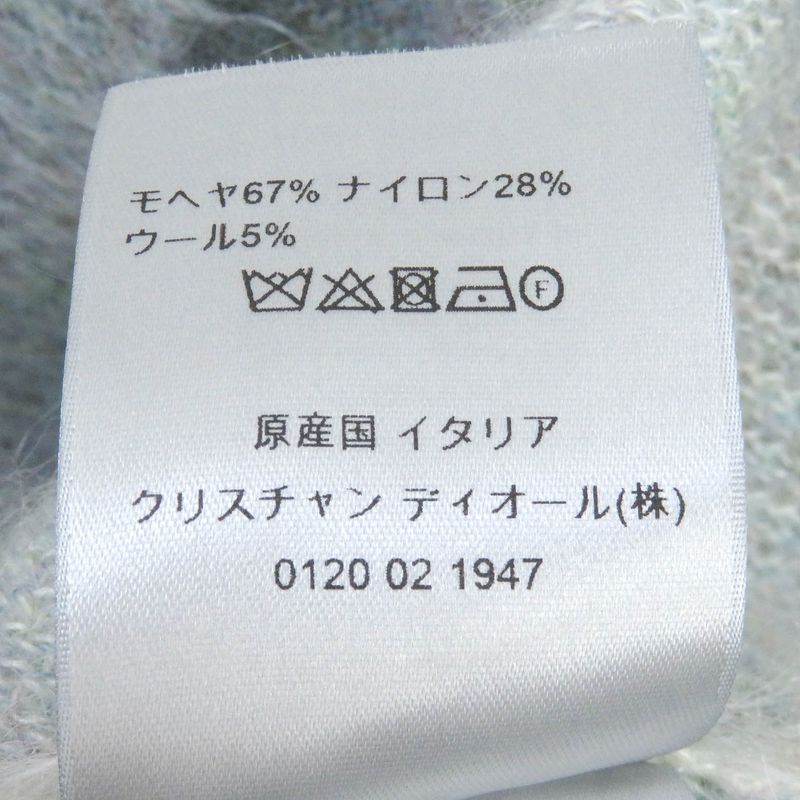 モヘヤ67% ナイロン28%
ウール5%
F
原産国 イタリア
クリスチャン ディオール(株)
0120 02 1947